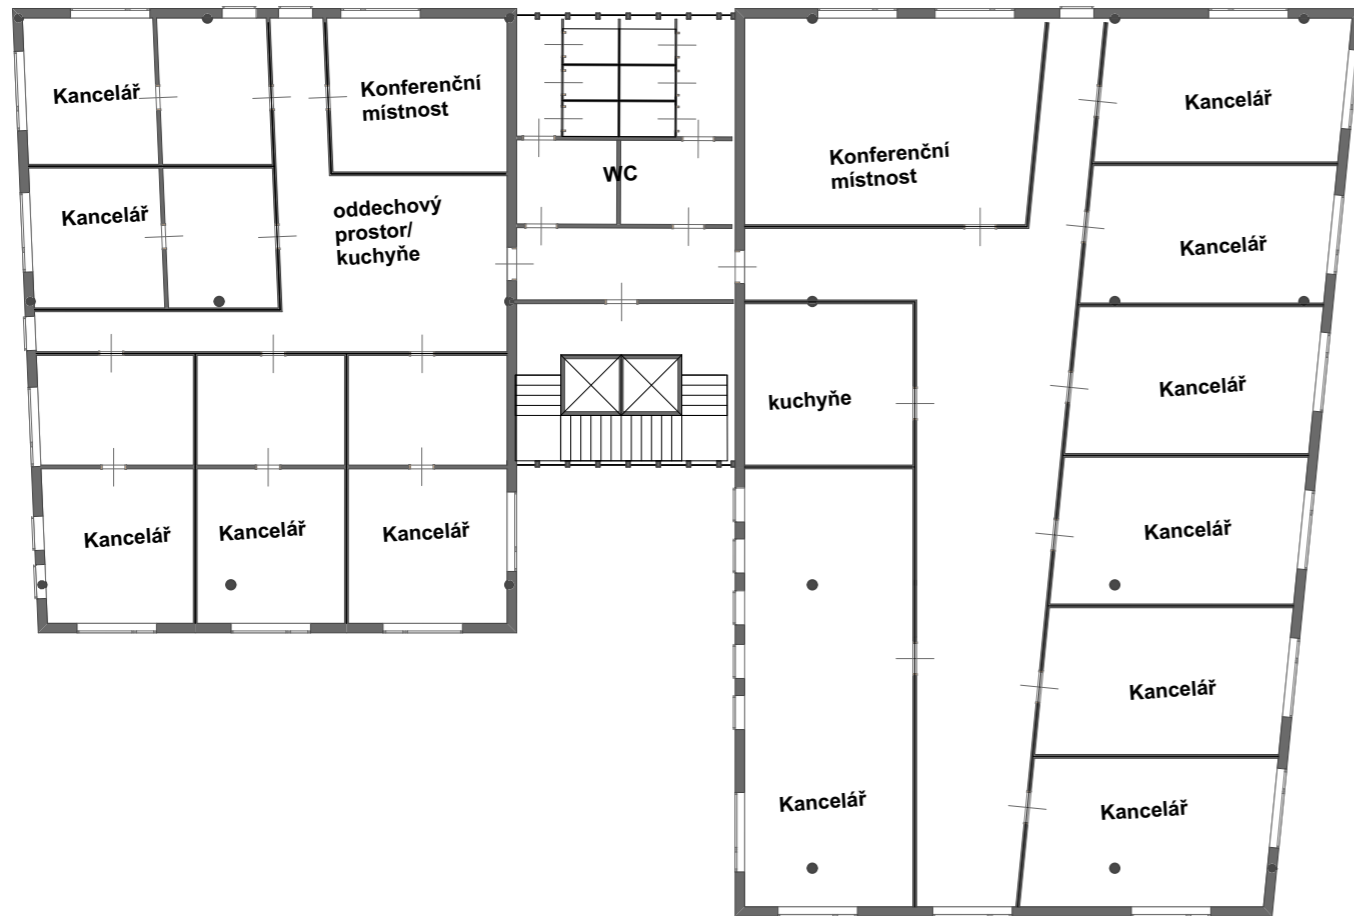 Kancelář
Konferenční
místnost
Kancelář
oddechový
prostor/
kuchyňe
Kancelář
Kancelář
Kancelář
WC
Konferenční
místnost
kuchyňe
Kancelář
Kancelář
Kancelář
Kancelář
Kancelář
Kancelář
Kancelář